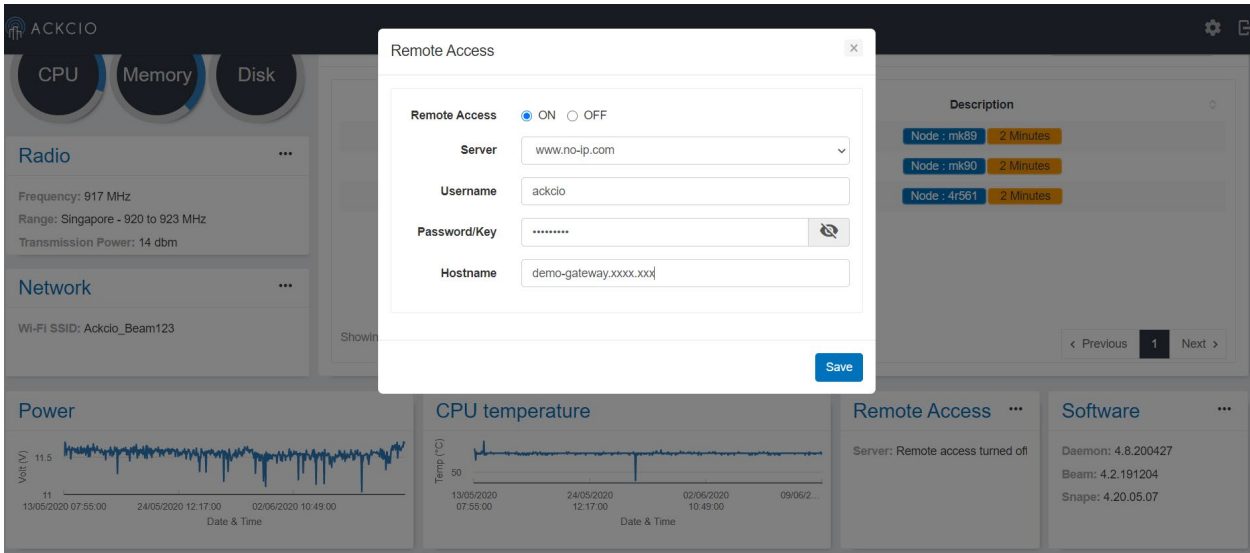 ACKCIO
CPU
Memory
Disk
Radio
Frequency: 917 MHz
Range: Singapore - 920 to 923 MHz
Transmission Power: 14 dbm
Network
Wi-Fi SSID: Ackcio_Beam123
Remote Access
×
Remote Access ON OFF
Server www.no-ip.com
Username ackcio
Password/Key •••••••••
Hostname demo-gateway.xxxx.xxx
Save
Description
Node : mk89 2 Minutes
Node : mk90 2 Minutes
Node : 4r561 2 Minutes
Showin
‹ Previous 1 Next ›
Power
Volt (V)
11.5
11
13/05/2020 07:55:00
24/05/2020 12:17:00
02/06/2020 10:49:00
Date & Time
CPU temperature
Temp (°C)
50
13/05/2020
07:55:00
24/05/2020
12:17:00
02/06/2020
10:49:00
09/06/2...
Date & Time
Remote Access
Server: Remote access turned off
Software
Daemon: 4.8.200427
Beam: 4.2.191204
Snape: 4.20.05.07